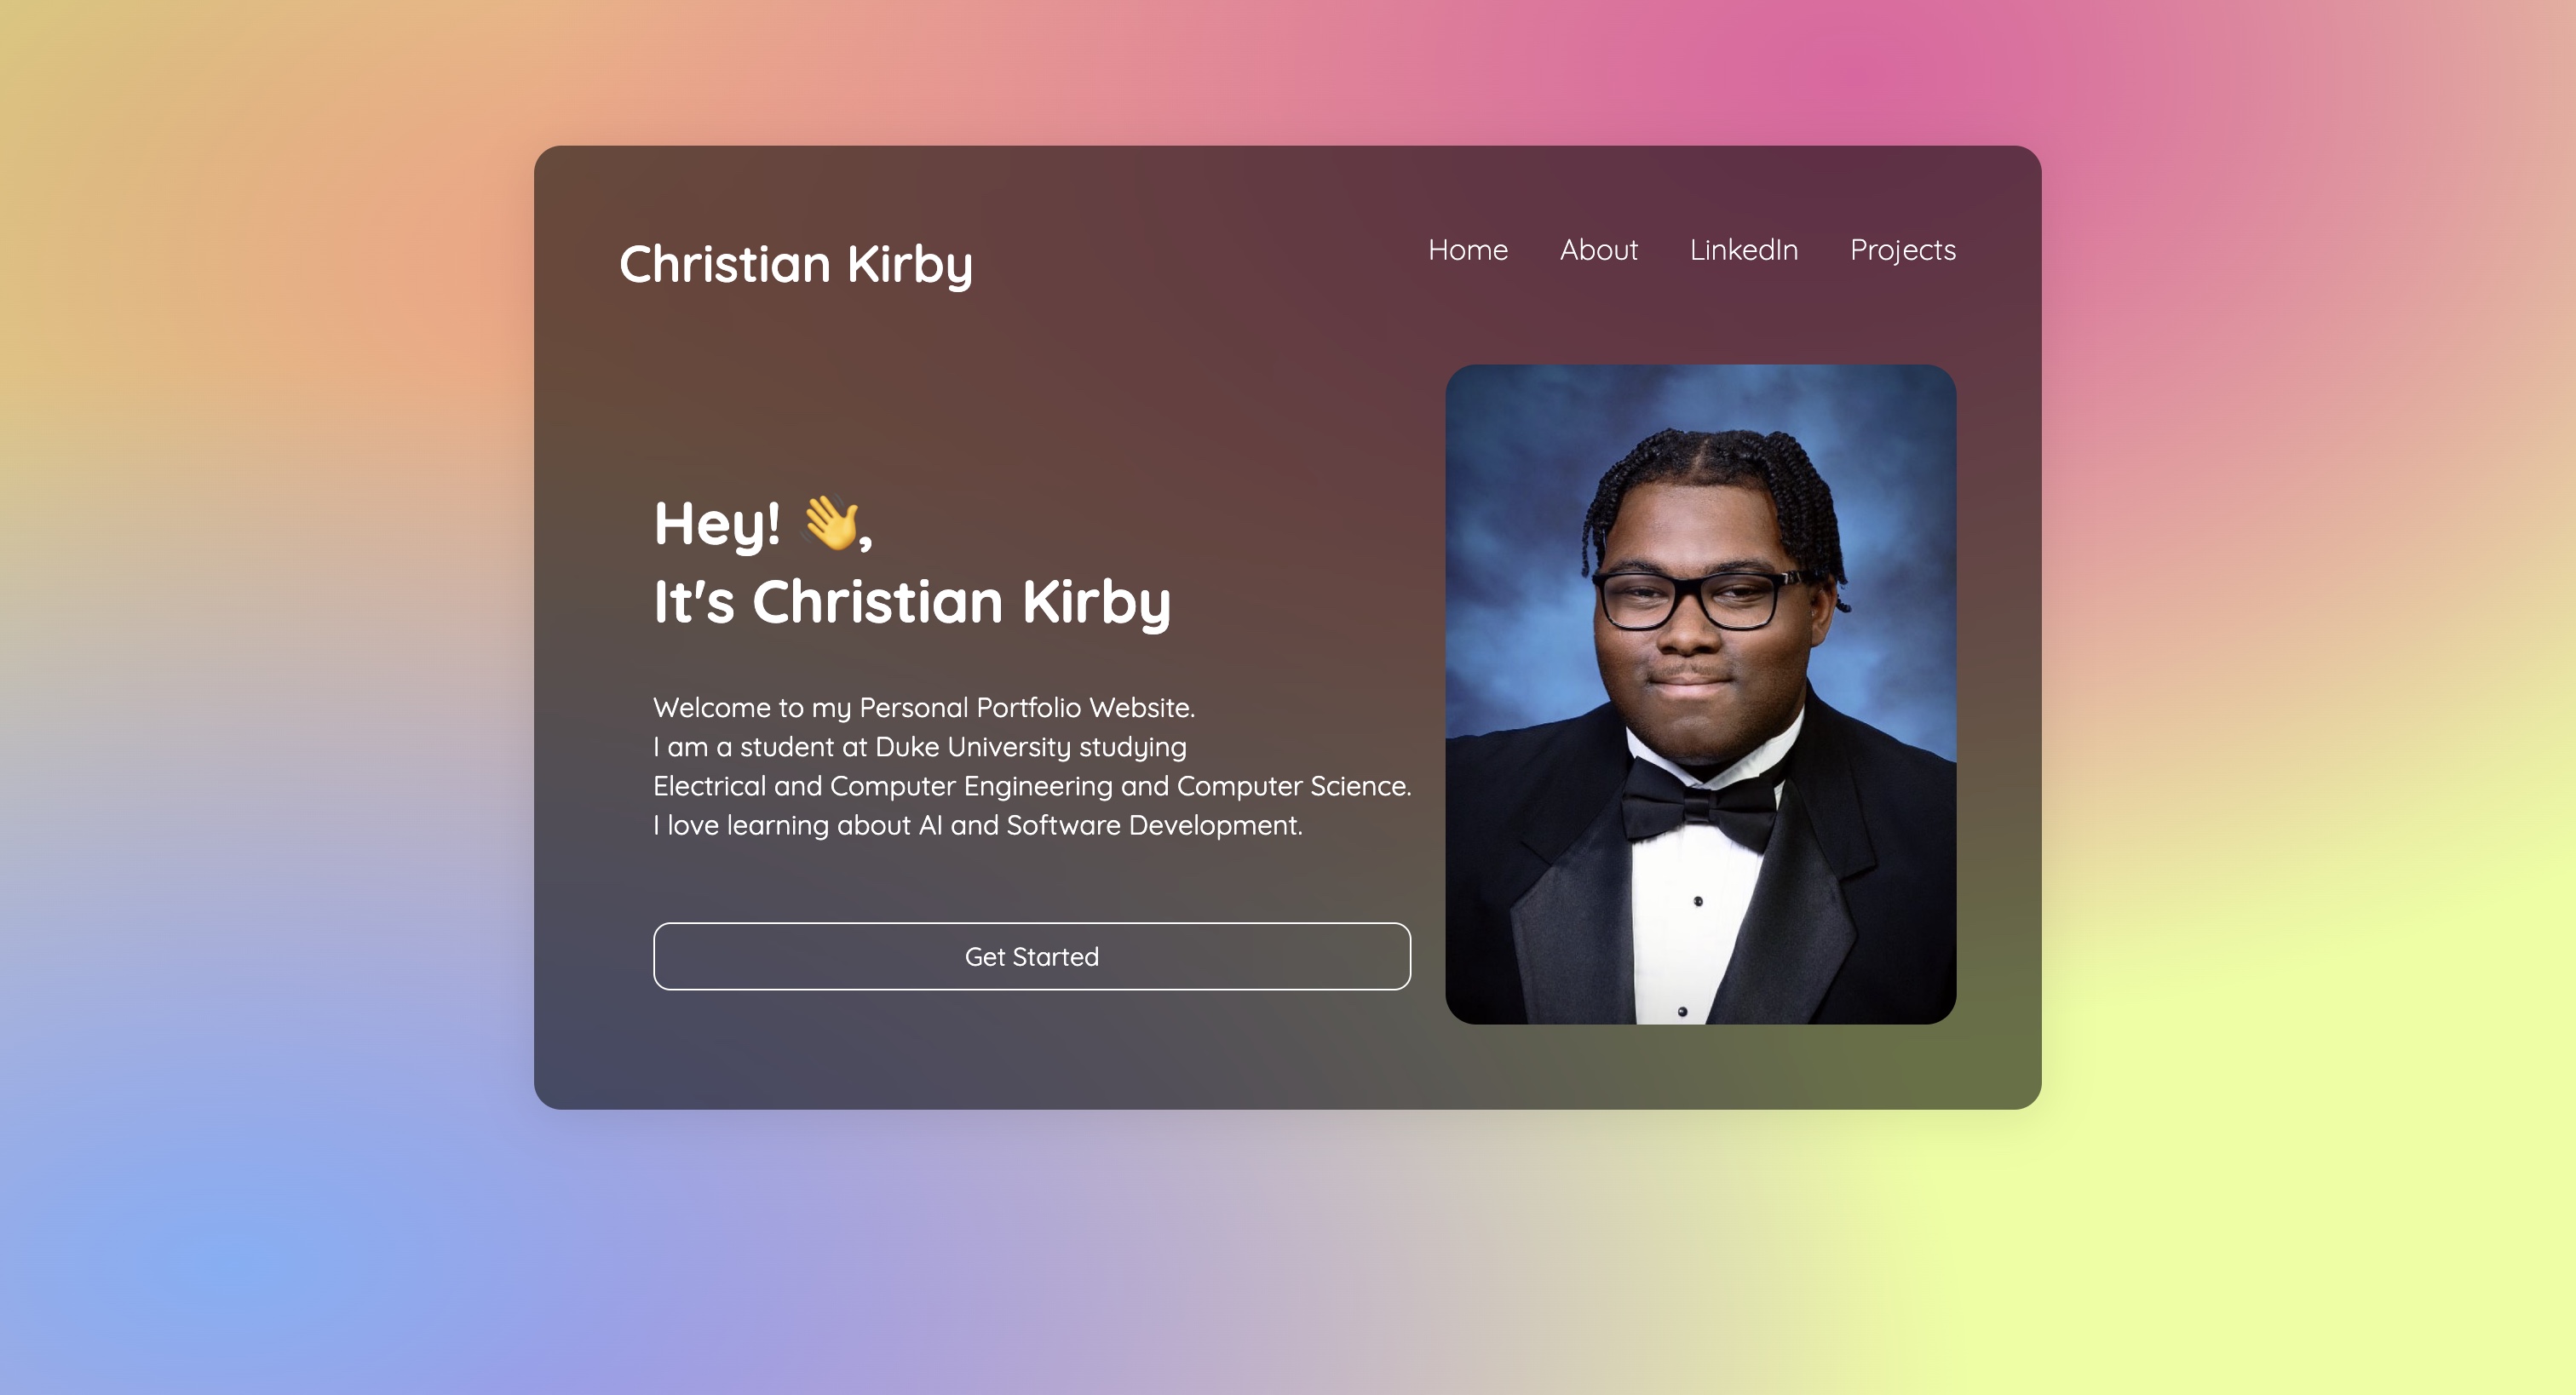 Christian Kirby
Home About LinkedIn Projects
Hey! 👋,
It's Christian Kirby
Welcome to my Personal Portfolio Website.
I am a student at Duke University studying
Electrical and Computer Engineering and Computer Science.
I love learning about AI and Software Development.
Get Started